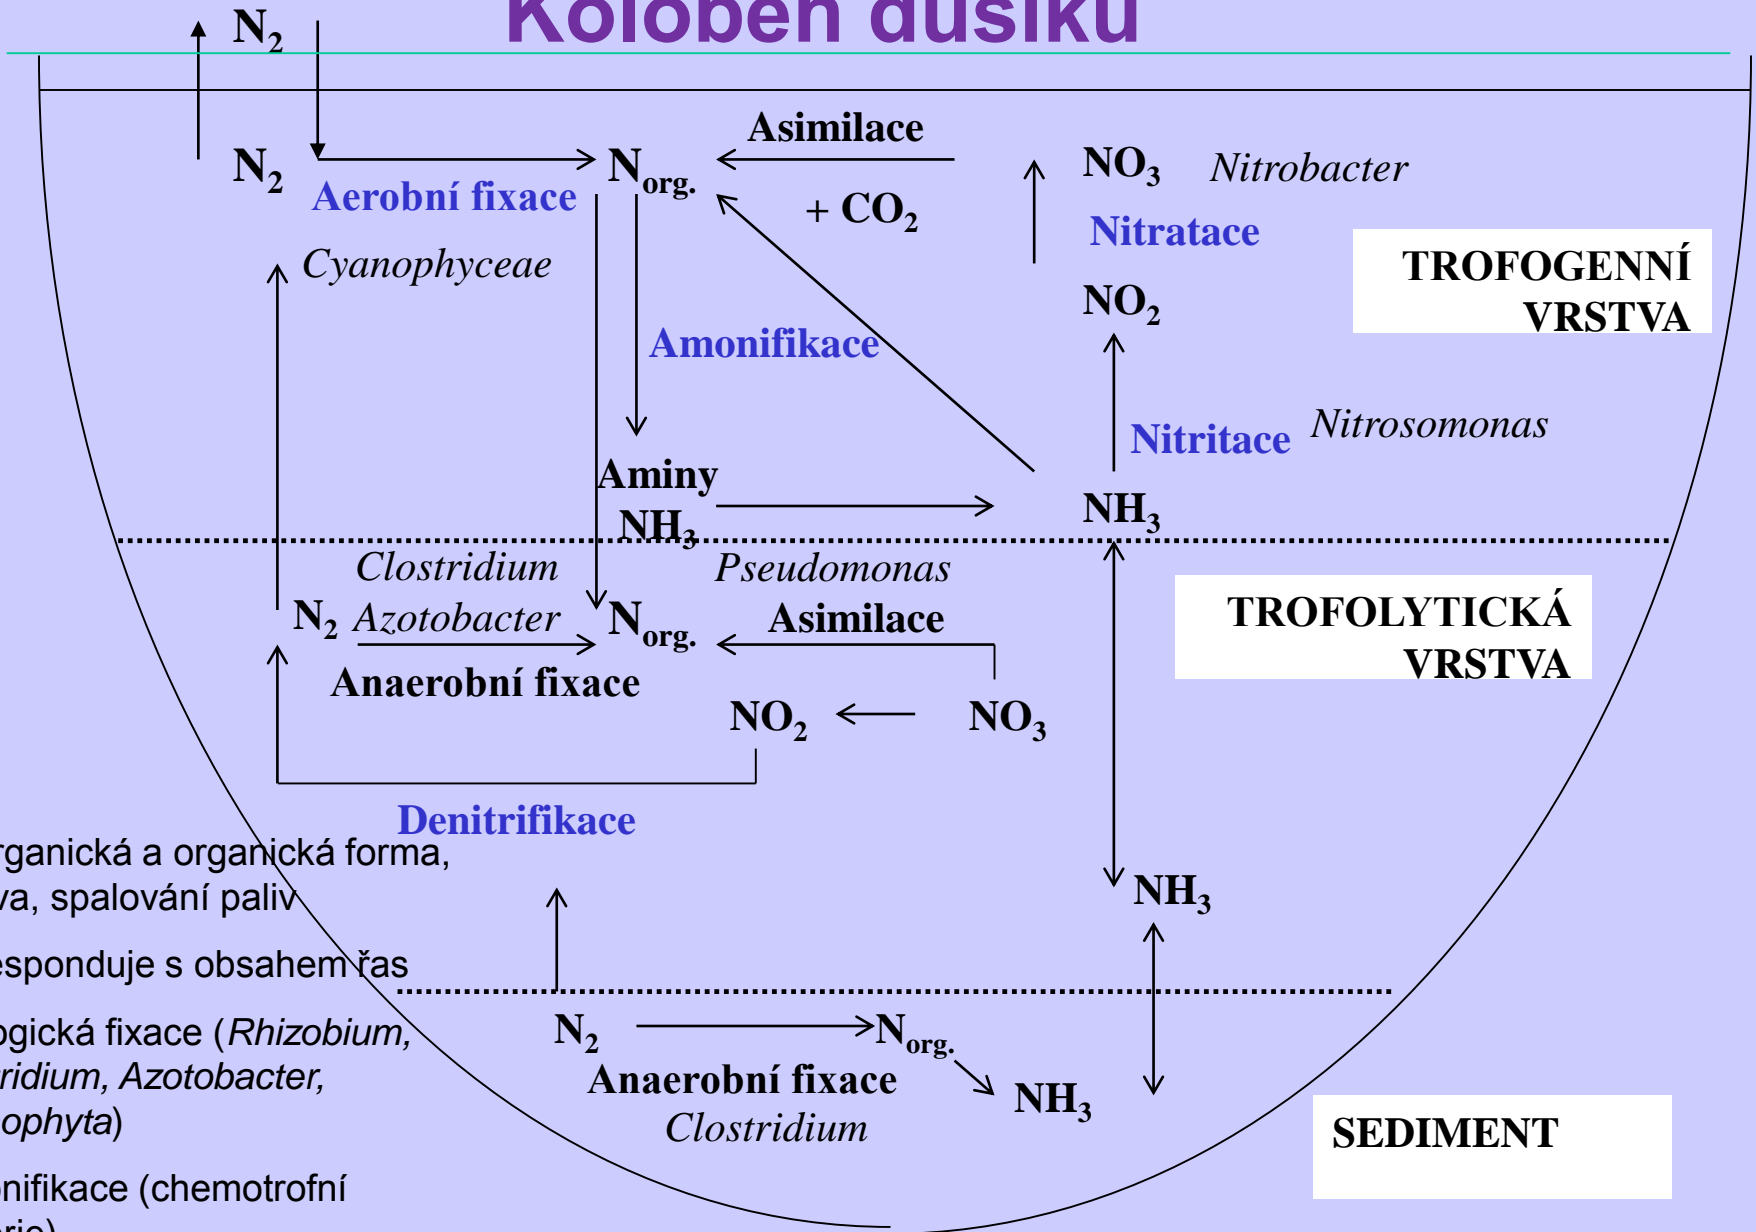 Koloběh dusíku
N₂
Asimilace
N₂
N org.
NO₃ Nitrobacter
Aerobní fixace
+ CO₂
Nitratace
Cyanophyceae
TROFOGENNÍ
VRSTVA
NO₂
Amonifikace
Nitritace Nitrosomonas
Aminy
NH₃
NH₃
Clostridium
Pseudomonas
N₂ Azotobacter
N org.
Asimilace
TROFOLYTICKÁ
VRSTVA
Anaerobní fixace
NO₂
NO₃
Denitrifikace
rganická a organická forma,
va, spalování paliv
NH₃
esponduje s obsahem řas
ogická fixace (Rhizobium,
ridium, Azotobacter,
ophyta)
N₂
N org.
Anaerobní fixace
NH₃
Clostridium
SEDIMENT
nifikace (chemotrofní